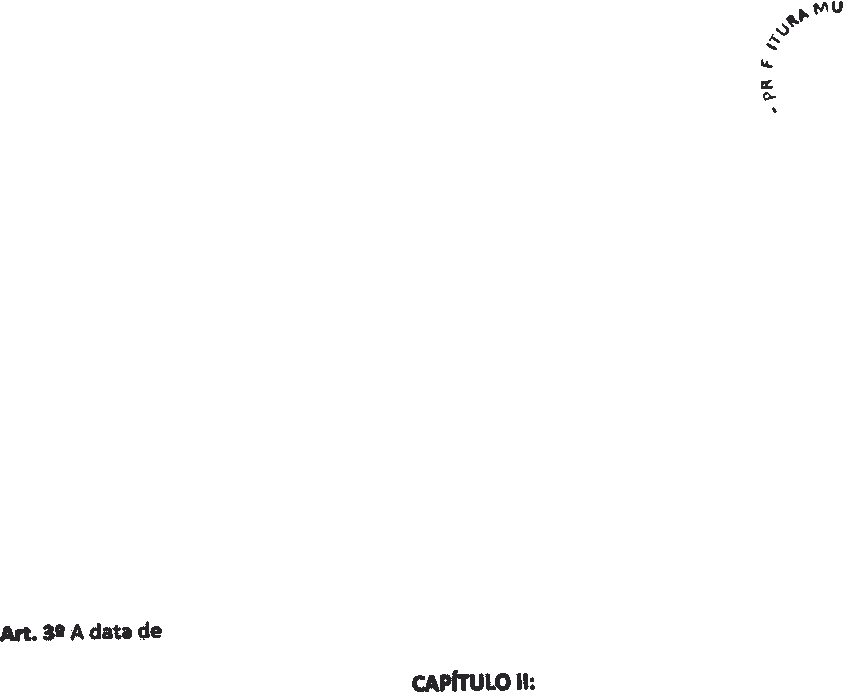 PR F ITURA MU
Art. 3º A data de
CAPÍTULO II: